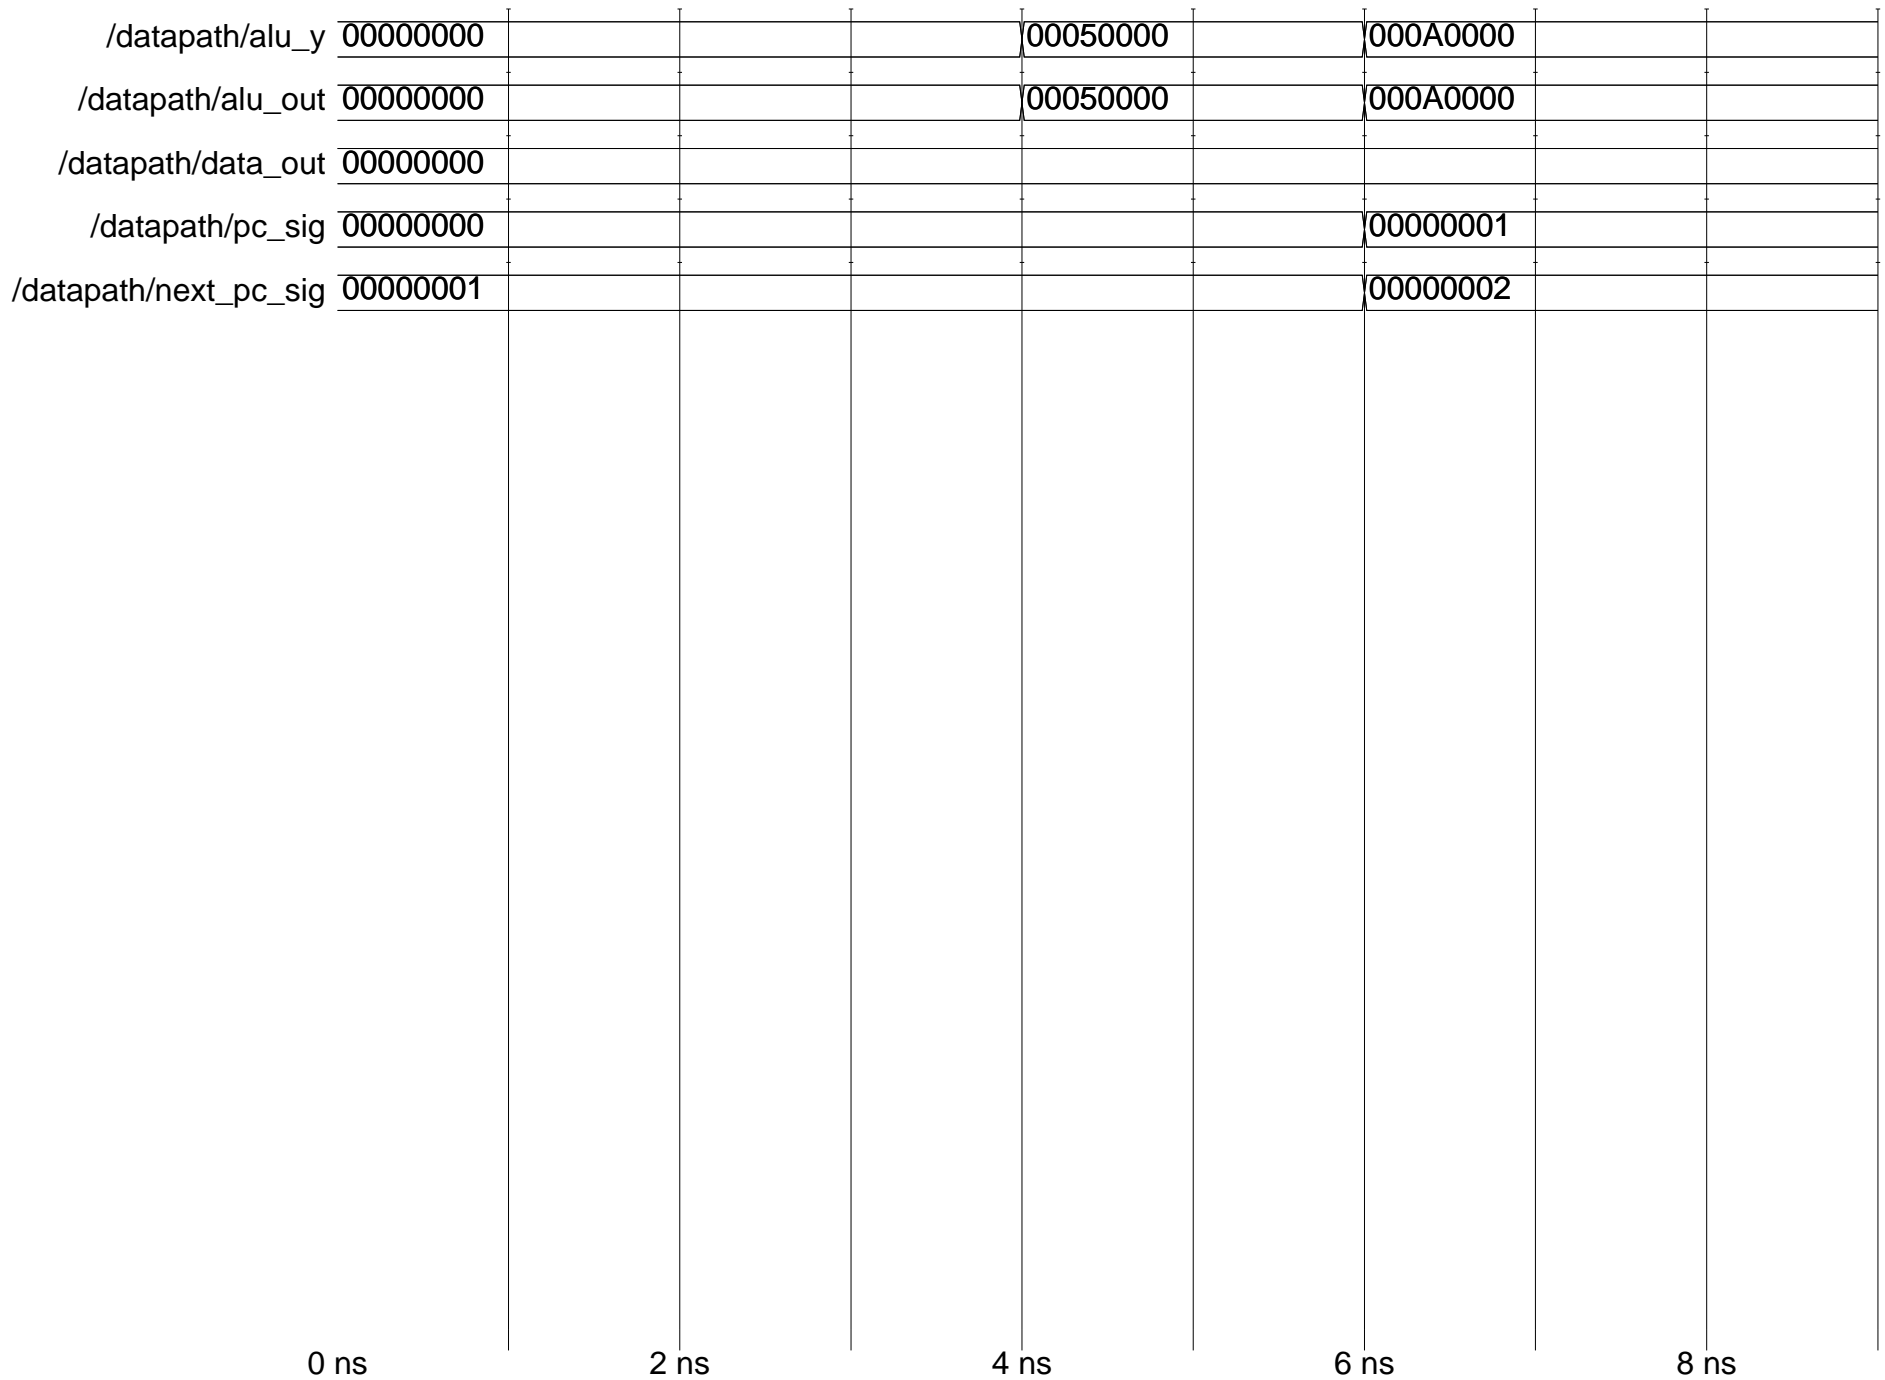 /datapath/alu_y 00000000 00050000 000A0000
/datapath/alu_out 00000000 00050000 000A0000
/datapath/data_out 00000000
/datapath/pc_sig 00000000 00000001
/datapath/next_pc_sig 00000001 00000002
0 ns 2 ns 4 ns 6 ns 8 ns